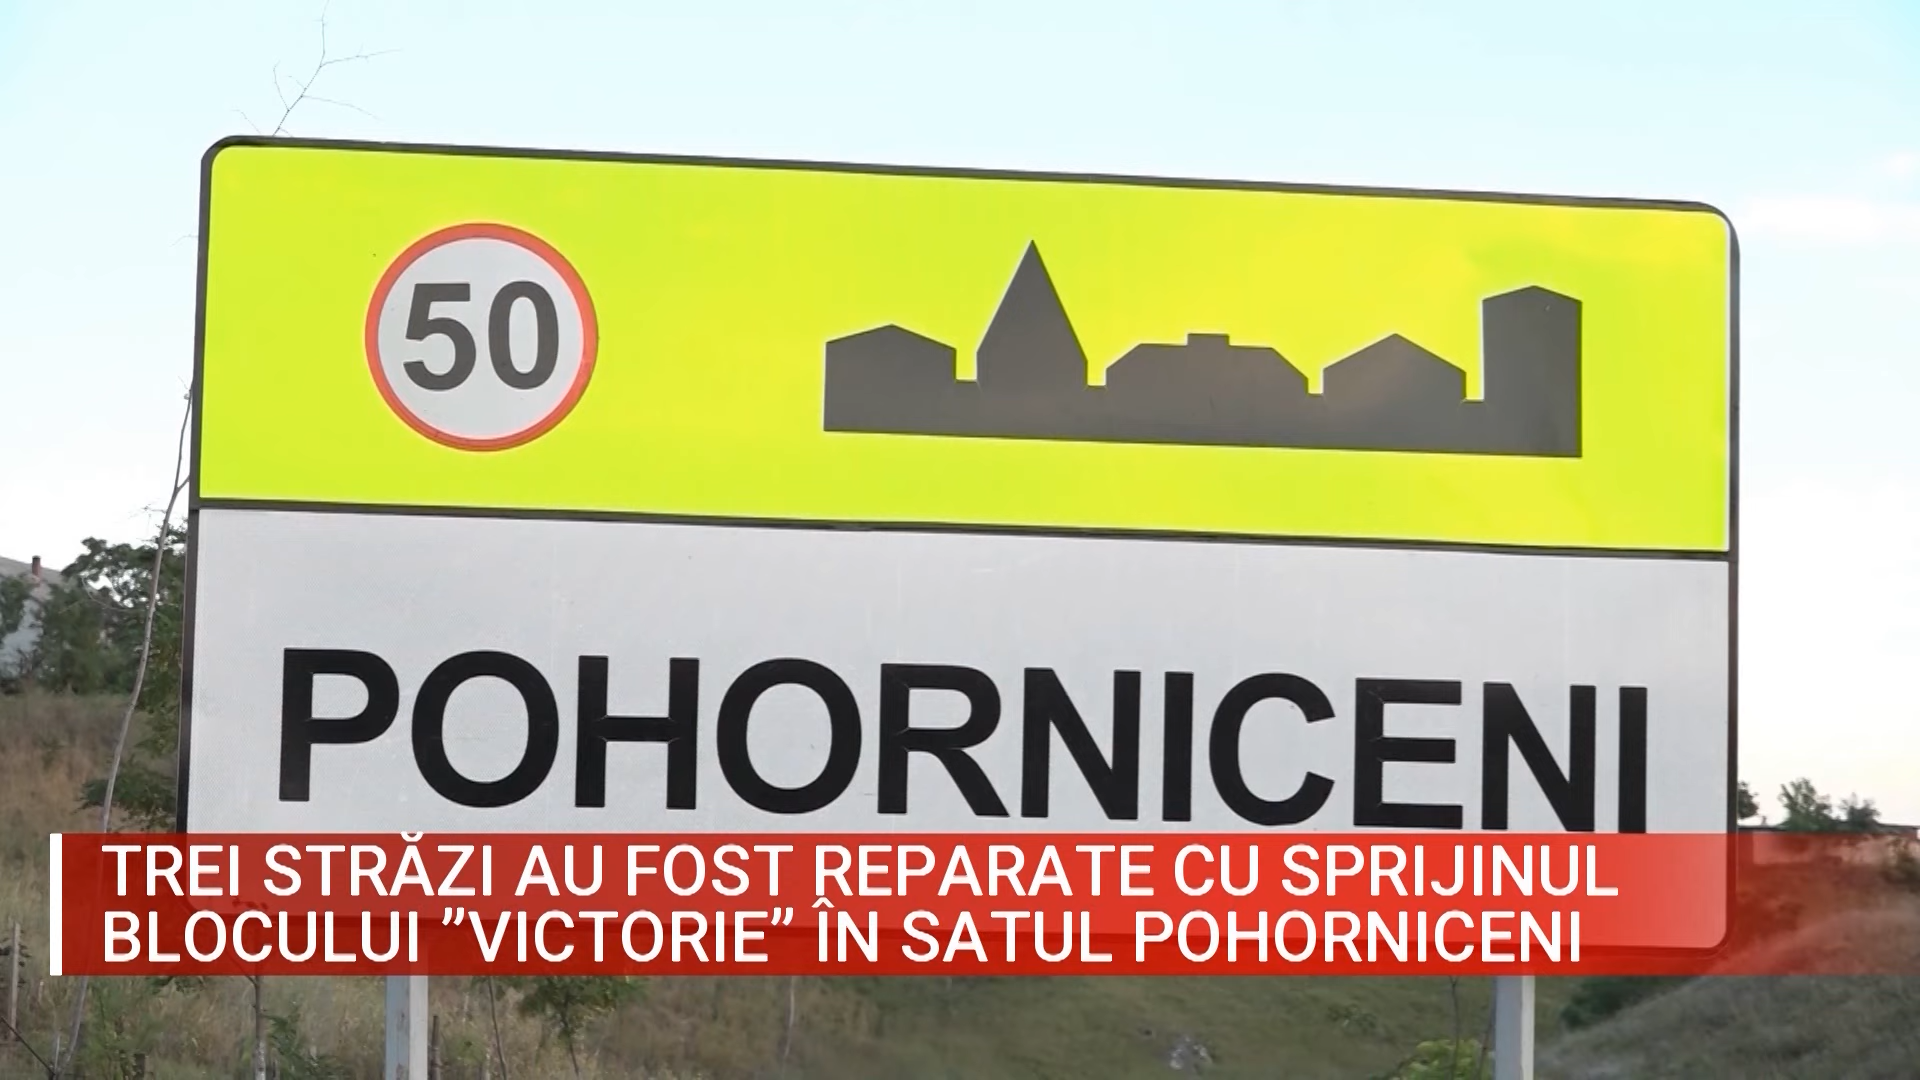 50
POHORNICENI
TREI STRĂZI AU FOST REPARATE CU SPRIJINUL
BLOCULUI ”VICTORIE” ÎN SATUL POHORNICENI